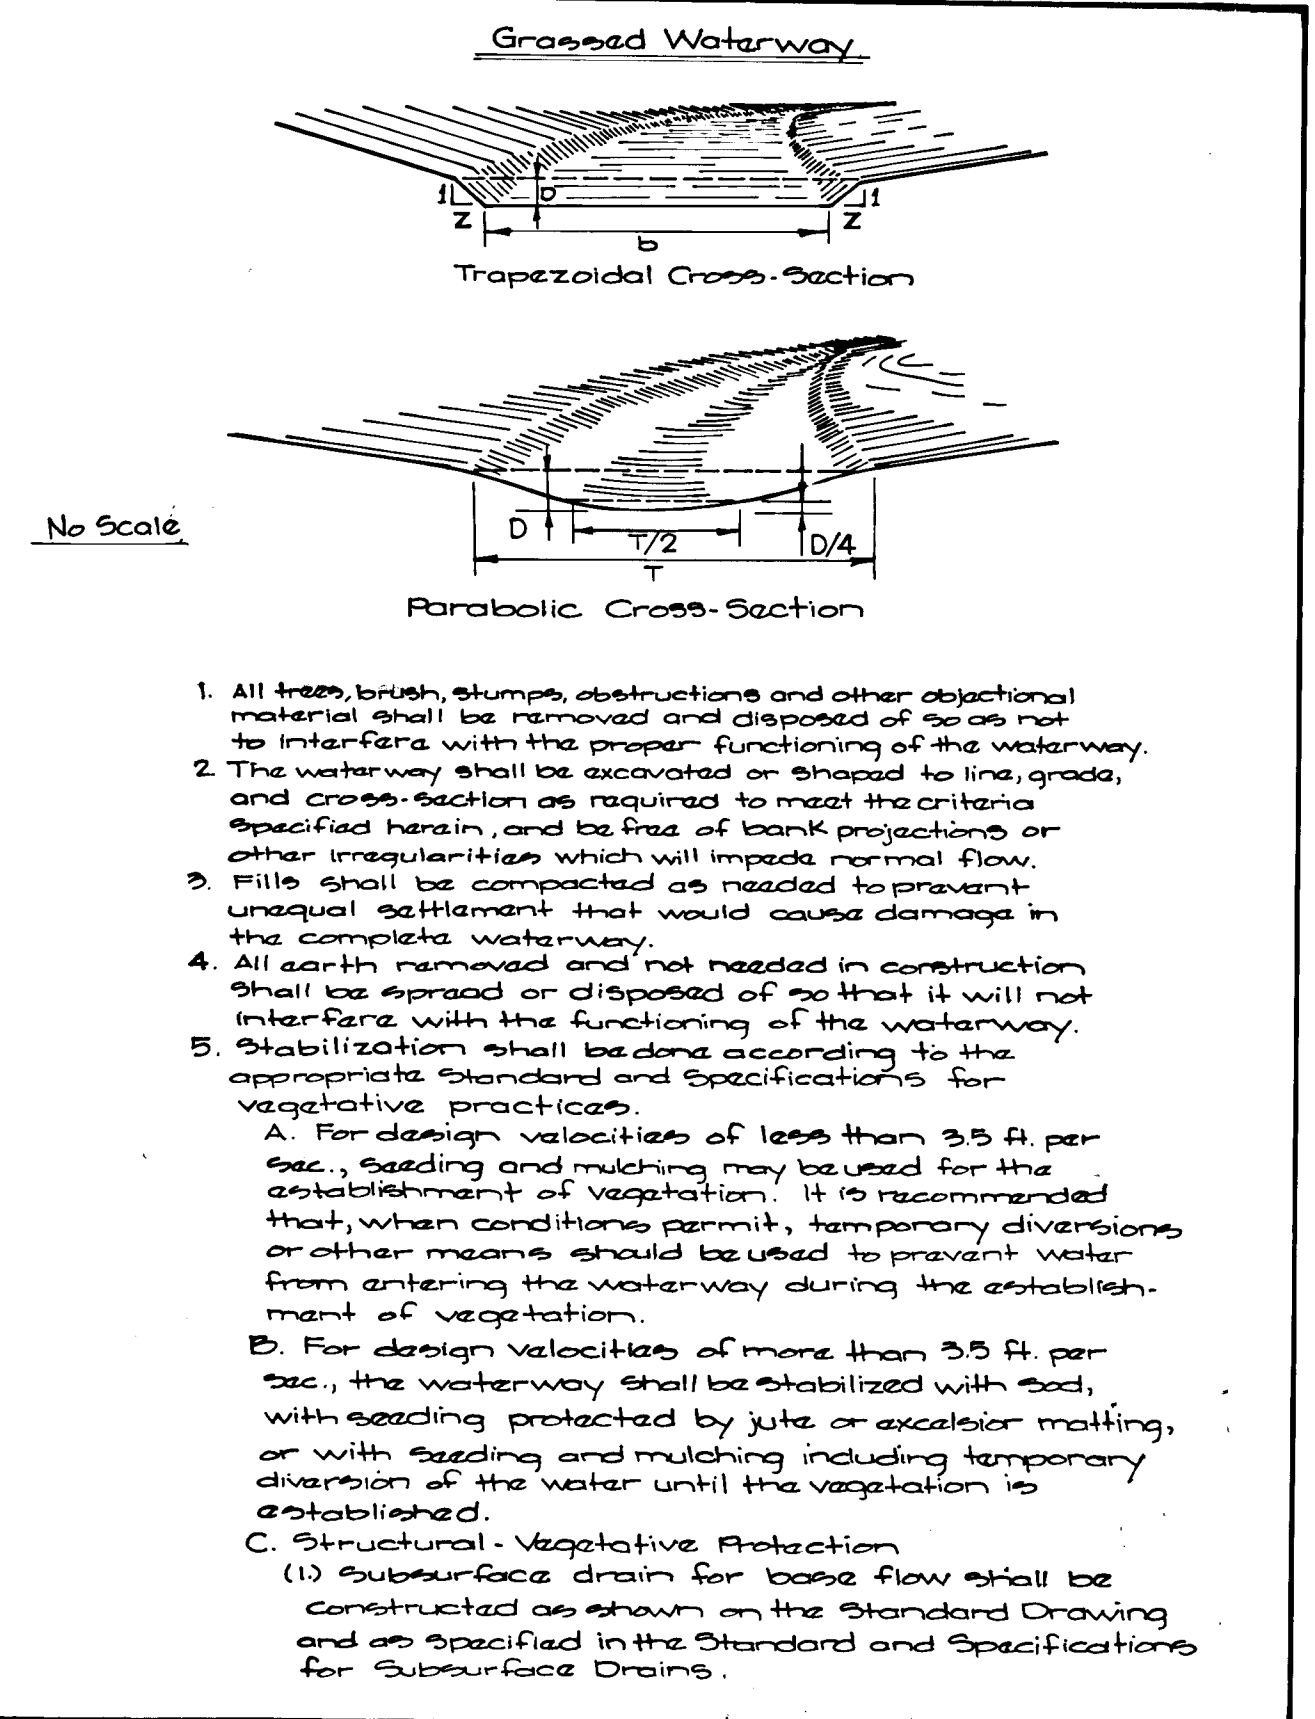 Grassed Waterway
D
1
Z
1
Z
b
Trapezoidal Cross-Section
No Scale
D
T/2
D/4
T
Parabolic Cross-Section
1. All trees, brush, stumps, obstructions and other objectional
material shall be removed and disposed of so as not
to interfere with the proper functioning of the waterway.
2. The waterway shall be excavated or shaped to line, grade,
and cross-section as required to meet the criteria
specified herein, and be free of bank projections or
other irregularities which will impede normal flow.
3. Fills shall be compacted as needed to prevent
unequal settlement that would cause damage in
the complete waterway.
4. All earth removed and not needed in construction
shall be spread or disposed of so that it will not
interfere with the functioning of the waterway.
5. Stabilization shall be done according to the
appropriate Standard and Specifications for
vegetative practices.
A. For design velocities of less than 3.5 ft. per
sec., seeding and mulching may be used for the
establishment of vegetation. It is recommended
that, when conditions permit, temporary diversions
or other means should be used to prevent water
from entering the waterway during the establish-
ment of vegetation.
B. For design velocities of more than 3.5 ft. per
sec., the waterway shall be stabilized with sod,
with seeding protected by jute or excelsior matting,
or with seeding and mulching including temporary
diversion of the water until the vegetation is
established.
C. Structural - Vegetative Protection
(1.) Subsurface drain for base flow shall be
constructed as shown on the Standard Drawing
and as specified in the Standard and Specifications
for Subsurface Drains.